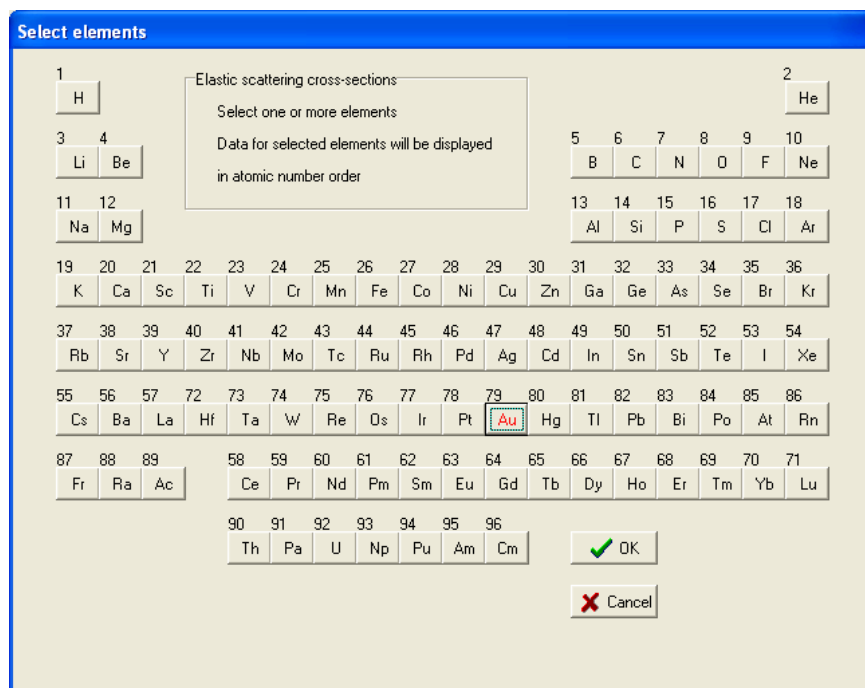 Select elements
1 2
H Elastic scattering cross-sections He
Select one or more elements
3 4 Data for selected elements will be displayed 5 6 7 8 9 10
Li Be B C N O F Ne
in atomic number order
11 12 13 14 15 16 17 18
Na Mg Al Si P S Cl Ar
19 20 21 22 23 24 25 26 27 28 29 30 31 32 33 34 35 36
K Ca Sc Ti V Cr Mn Fe Co Ni Cu Zn Ga Ge As Se Br Kr
37 38 39 40 41 42 43 44 45 46 47 48 49 50 51 52 53 54
Rb Sr Y Zr Nb Mo Tc Ru Rh Pd Ag Cd In Sn Sb Te I Xe
55 56 57 72 73 74 75 76 77 78 79 80 81 82 83 84 85 86
Cs Ba La Hf Ta W Re Os Ir Pt Au Hg Tl Pb Bi Po At Rn
87 88 89 58 59 60 61 62 63 64 65 66 67 68 69 70 71
Fr Ra Ac Ce Pr Nd Pm Sm Eu Gd Tb Dy Ho Er Tm Yb Lu
90 91 92 93 94 95 96
Th Pa U Np Pu Am Cm OK
Cancel